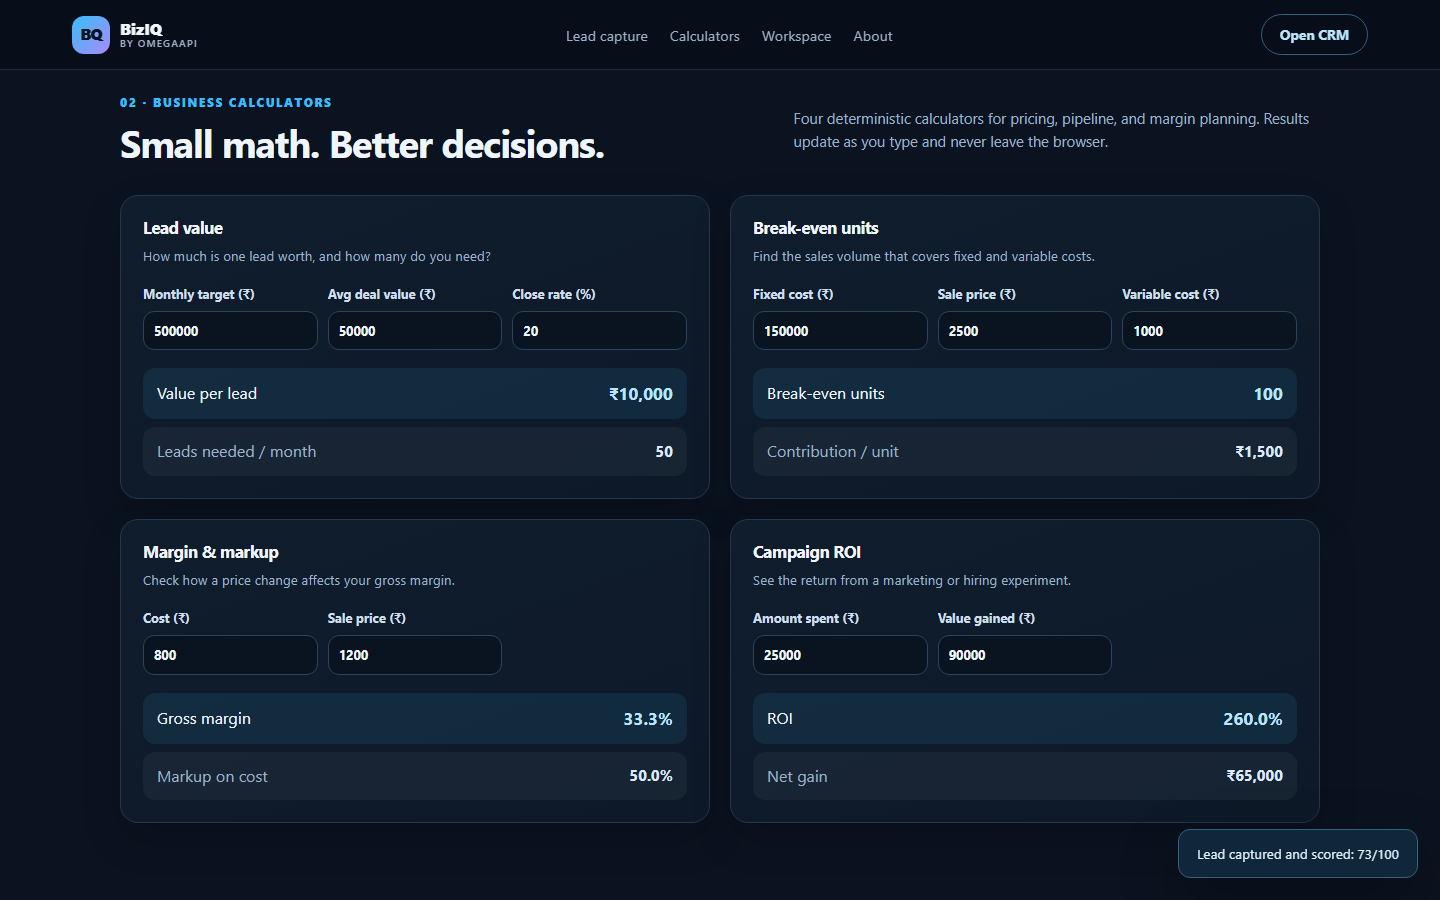 BQ
BizIQ
BY OMEGAAPI
Lead capture
Calculators
Workspace
About
Open CRM
02 · BUSINESS CALCULATORS
Small math. Better decisions.
Four deterministic calculators for pricing, pipeline, and margin planning. Results
update as you type and never leave the browser.
Lead value
How much is one lead worth, and how many do you need?
Monthly target (₹)
Avg deal value (₹)
Close rate (%)
500000
50000
20
Value per lead
₹10,000
Leads needed / month
50
Break-even units
Find the sales volume that covers fixed and variable costs.
Fixed cost (₹)
Sale price (₹)
Variable cost (₹)
150000
2500
1000
Break-even units
100
Contribution / unit
₹1,500
Margin & markup
Check how a price change affects your gross margin.
Cost (₹)
Sale price (₹)
800
1200
Gross margin
33.3%
Markup on cost
50.0%
Campaign ROI
See the return from a marketing or hiring experiment.
Amount spent (₹)
Value gained (₹)
25000
90000
ROI
260.0%
Net gain
₹65,000
Lead captured and scored: 73/100